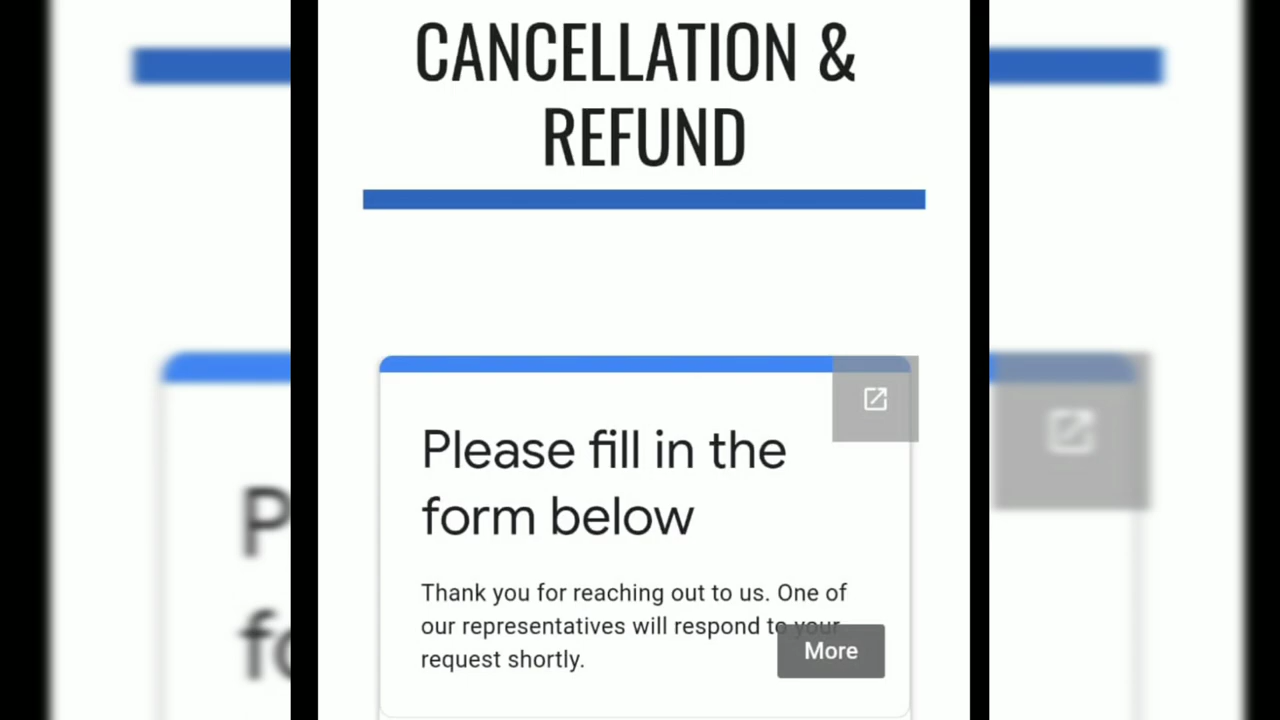 CANCELLATION &
REFUND
Please fill in the
form below
Thank you for reaching out to us. One of
our representatives will respond to your
request shortly.
More